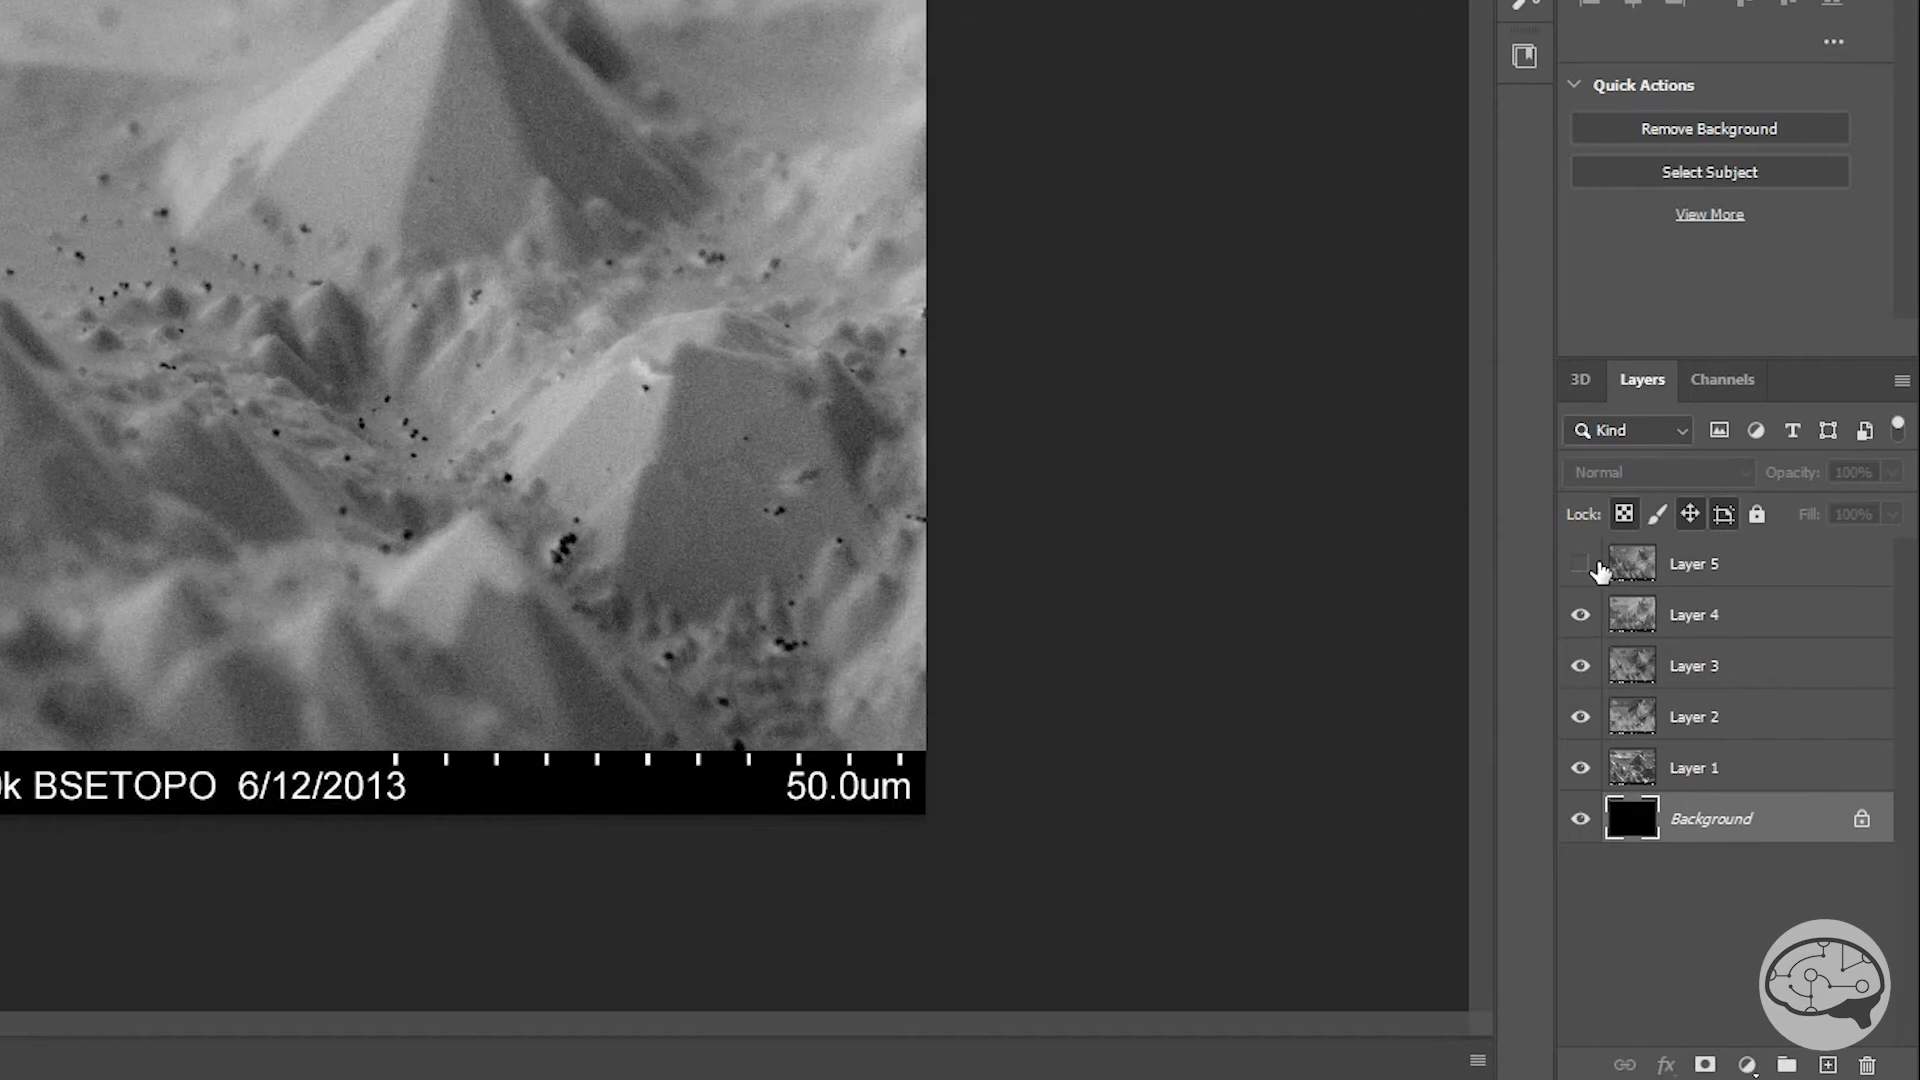 Quick Actions
Remove Background
Select Subject
View More
3D Layers Channels
Kind
Normal Opacity: 100%
Lock: Fill: 100%
Layer 5
Layer 4
Layer 3
Layer 2
Layer 1
Background
k BSETOPO 6/12/2013 50.0um
fx